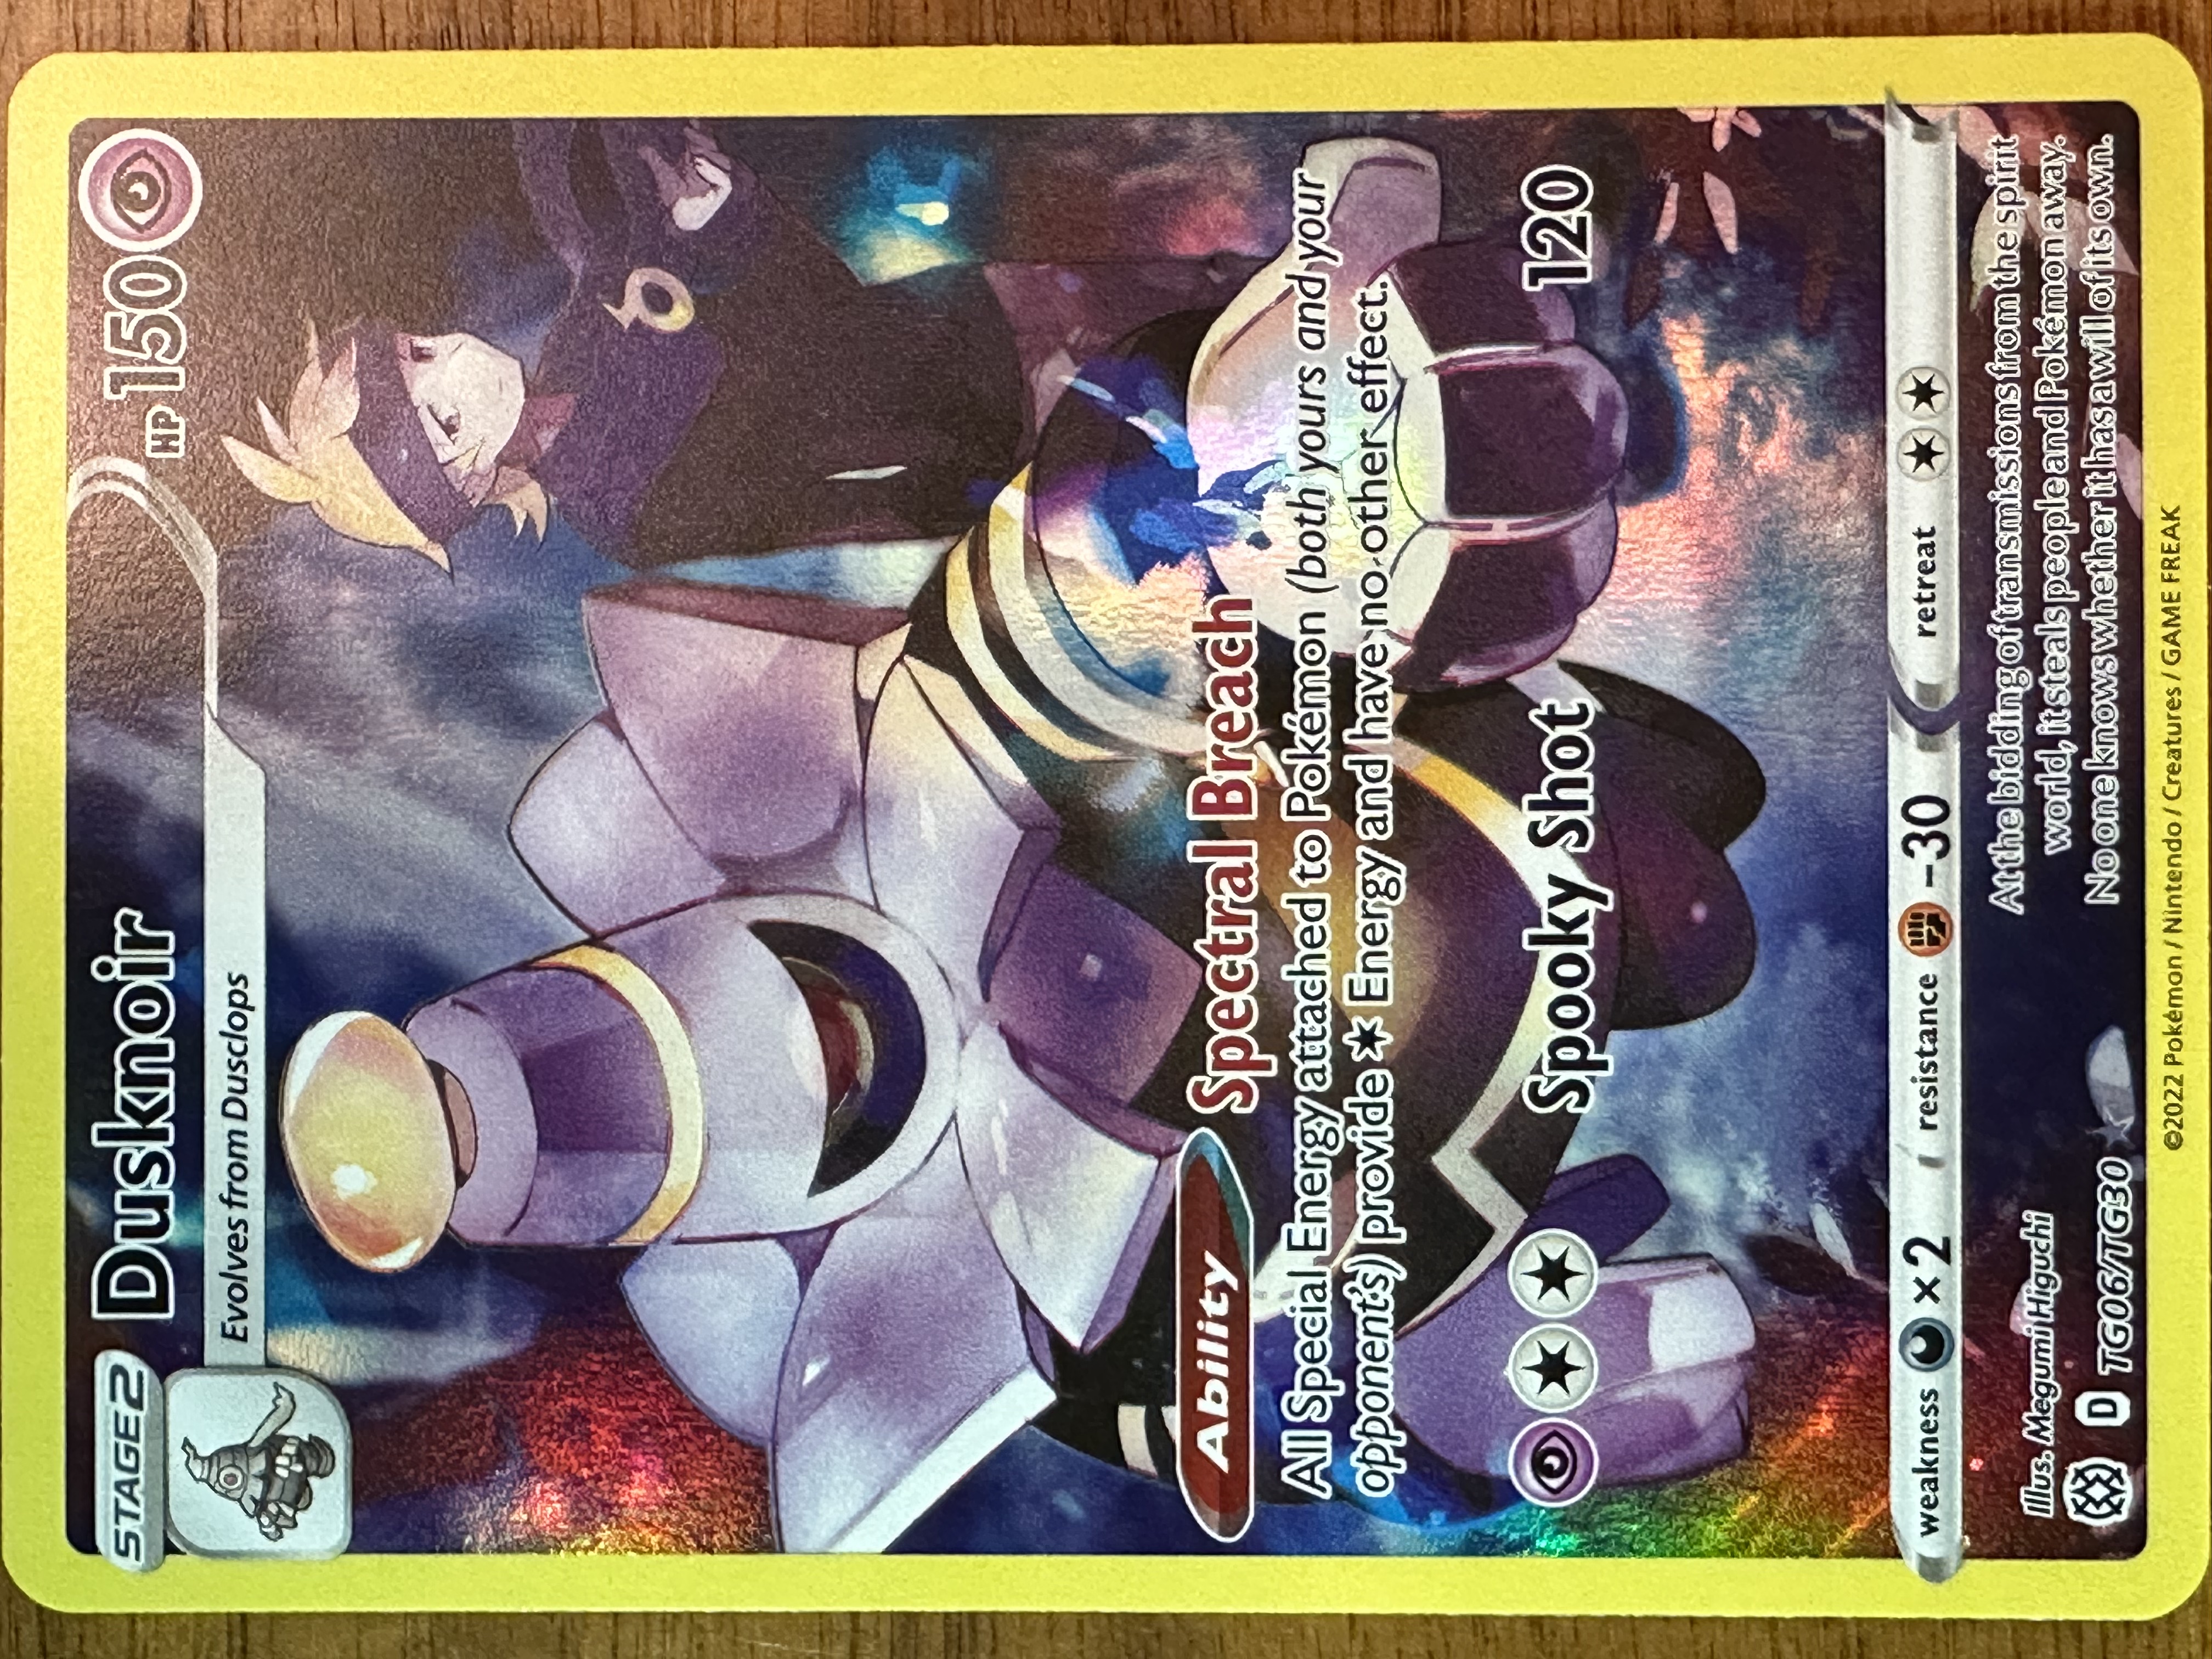 STAGE 2
Dusknoir
HP 150
Evolves from Dusclops
Ability Spectral Breach
All Special Energy attached to Pokémon (both yours and your
opponent's) provide Energy and have no other effect.
Spooky Shot 120
weakness ×2 resistance -30 retreat
At the bidding of transmissions from the spirit
world, it steals people and Pokémon away.
No one knows whether it has a will of its own.
Illus. Megumi Higuchi
D TG06/TG30
©2022 Pokémon / Nintendo / Creatures / GAME FREAK